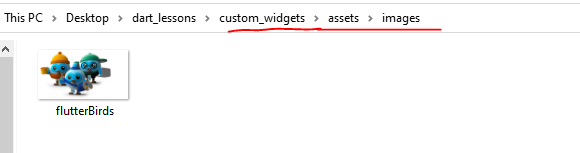 This PC > Desktop > dart_lessons > custom_widgets > assets > images
flutterBirds